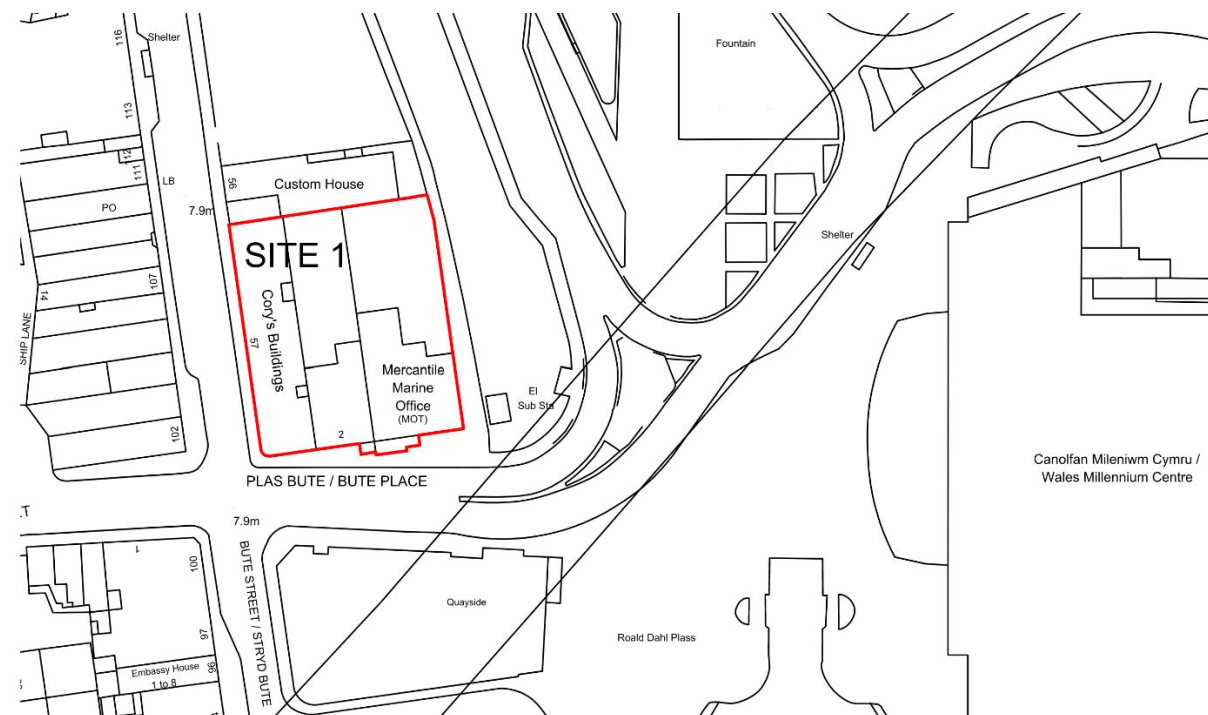 116
Shelter
Fountain
113
112
111
LB
PO
56
Custom House
7.9m
SITE 1
Shelter
107
14
SHIP LANE
57
Cory's Buildings
Mercantile
Marine
Office
(MOT)
El
Sub Sta
102
2
PLAS BUTE / BUTE PLACE
Canolfan Mileniwm Cymru /
Wales Millennium Centre
7.9m
1
100
BUTE STREET / STRYD BUTE
Quayside
97
Roald Dahl Plass
96
Embassy House
1 to 8